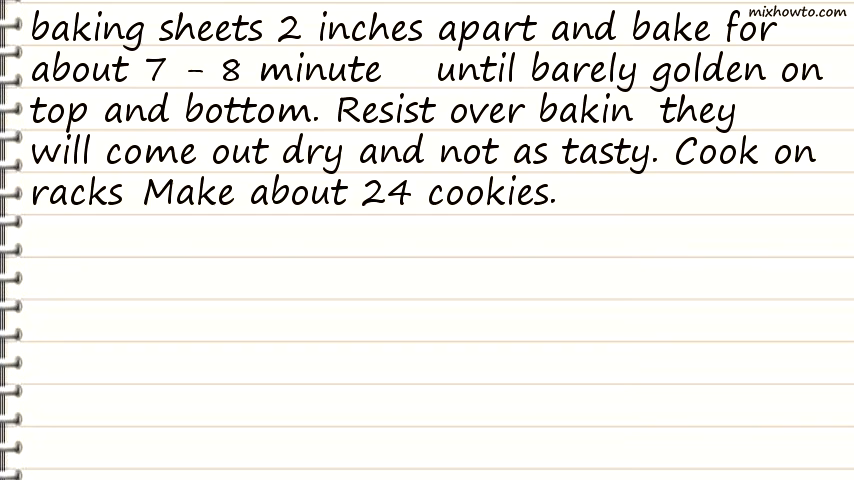 mixhowto.com
baking sheets 2 inches apart and bake for
about 7 - 8 minute until barely golden on
top and bottom. Resist over bakin they
will come out dry and not as tasty. Cook on
racks Make about 24 cookies.